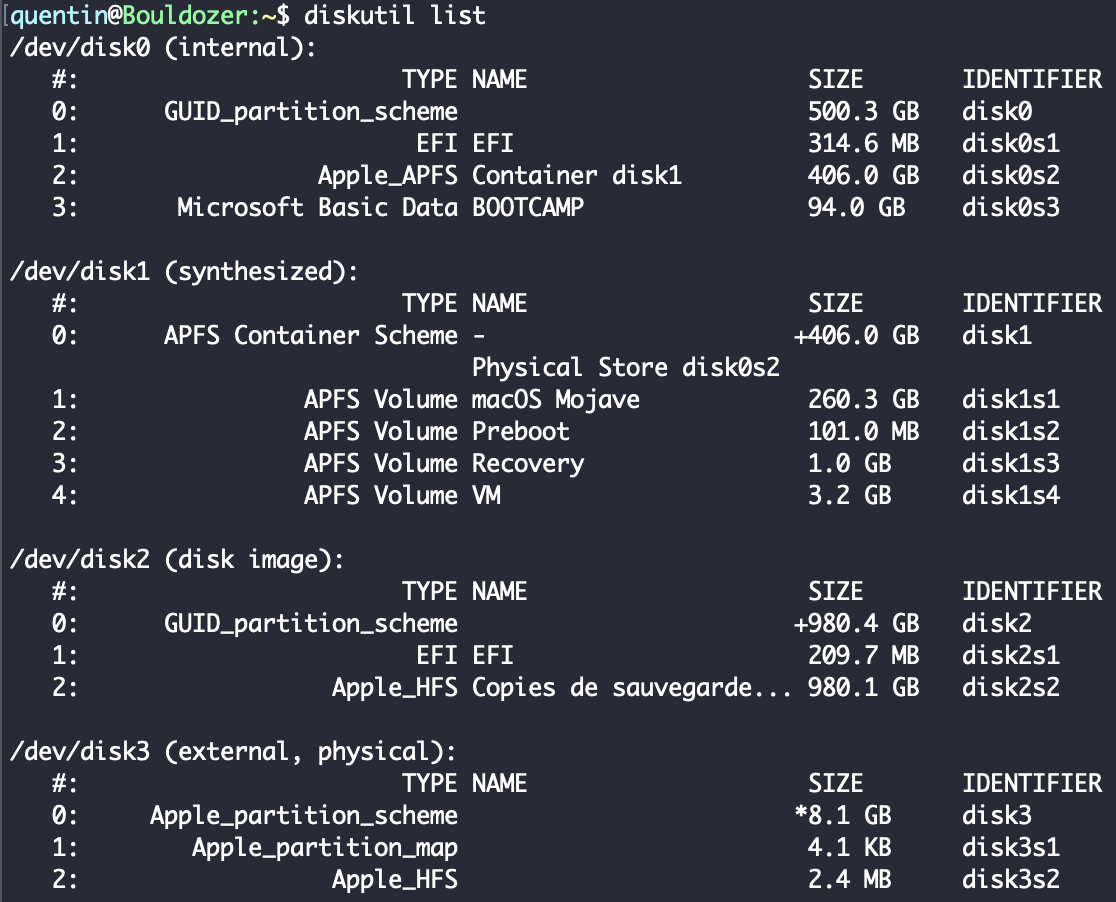 quentin@Bouldozer:~$ diskutil list
/dev/disk0 (internal):
   #:                       TYPE NAME                    SIZE       IDENTIFIER
   0:      GUID_partition_scheme                         500.3 GB   disk0
   1:                        EFI EFI                     314.6 MB   disk0s1
   2:                 Apple_APFS Container disk1         406.0 GB   disk0s2
   3:       Microsoft Basic Data BOOTCAMP                94.0 GB    disk0s3

/dev/disk1 (synthesized):
   #:                       TYPE NAME                    SIZE       IDENTIFIER
   0:      APFS Container Scheme -                      +406.0 GB   disk1
                                 Physical Store disk0s2
   1:                APFS Volume macOS Mojave            260.3 GB   disk1s1
   2:                APFS Volume Preboot                 101.0 MB   disk1s2
   3:                APFS Volume Recovery                1.0 GB     disk1s3
   4:                APFS Volume VM                      3.2 GB     disk1s4

/dev/disk2 (disk image):
   #:                       TYPE NAME                    SIZE       IDENTIFIER
   0:      GUID_partition_scheme                        +980.4 GB   disk2
   1:                        EFI EFI                     209.7 MB   disk2s1
   2:                  Apple_HFS Copies de sauvegarde... 980.1 GB   disk2s2

/dev/disk3 (external, physical):
   #:                       TYPE NAME                    SIZE       IDENTIFIER
   0:     Apple_partition_scheme                        *8.1 GB     disk3
   1:        Apple_partition_map                         4.1 KB     disk3s1
   2:                  Apple_HFS                         2.4 MB     disk3s2